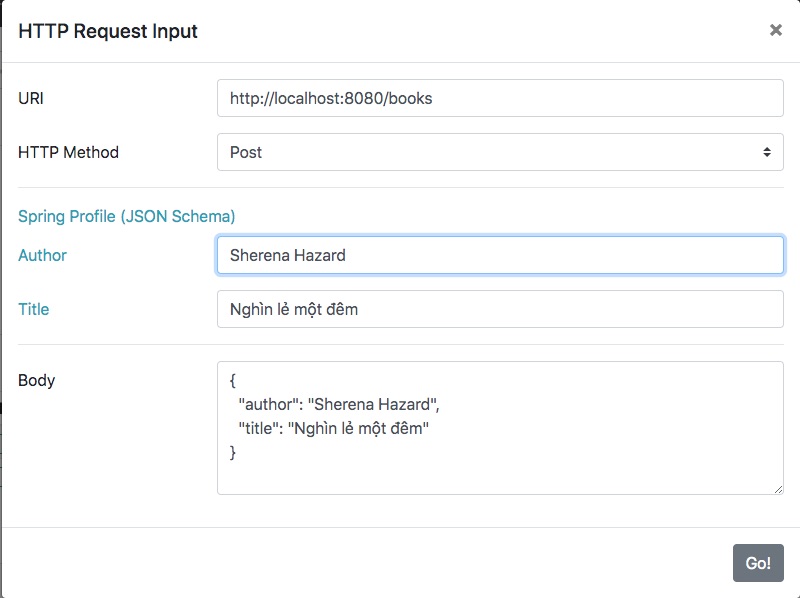 HTTP Request Input ×
URI http://localhost:8080/books
HTTP Method Post
Spring Profile (JSON Schema)
Author Sherena Hazard
Title Nghìn lẻ một đêm
Body {
"author": "Sherena Hazard",
"title": "Nghìn lẻ một đêm"
}
Go!